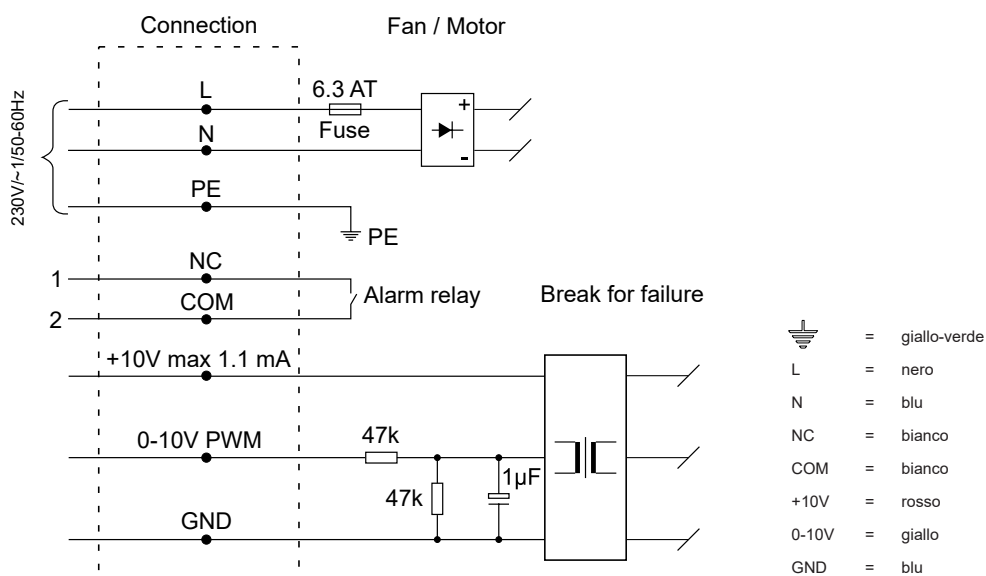 Connection
Fan / Motor
230V/~1/50-60Hz
L
6.3 AT
Fuse
+
-
N
PE
PE
1
NC
2
COM
Alarm relay
Break for failure
+10V max 1.1 mA
0-10V PWM
47k
47k
1µF
GND
= giallo-verde
L = nero
N = blu
NC = bianco
COM = bianco
+10V = rosso
0-10V = giallo
GND = blu